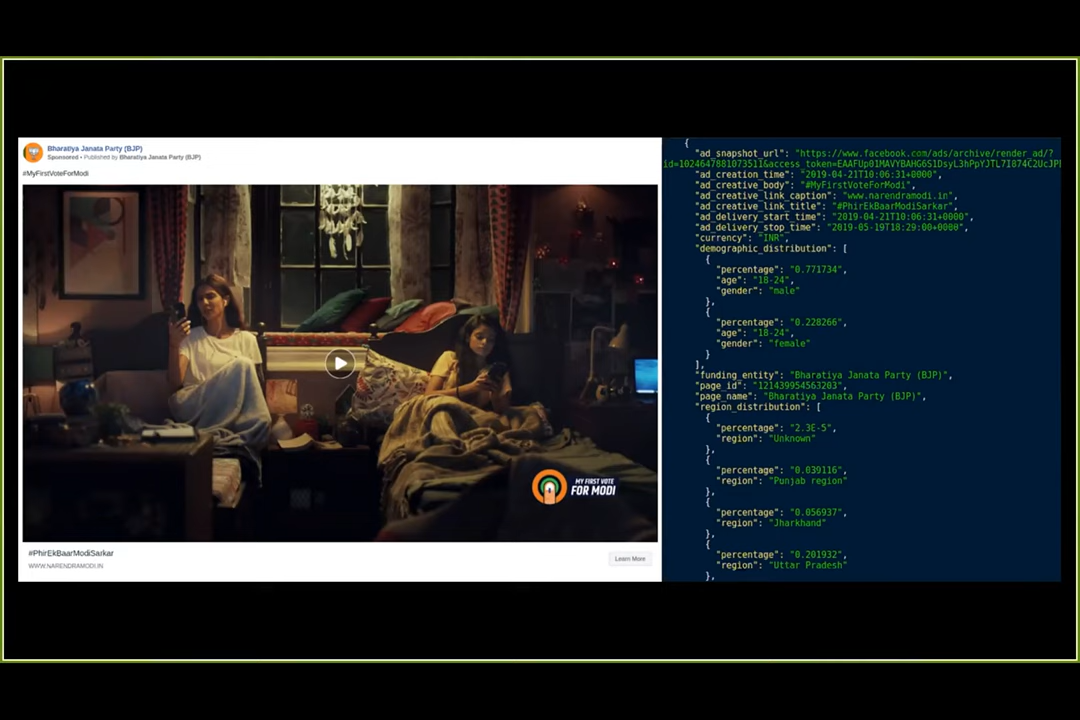 Bharatiya Janata Party (BJP)
Sponsored • Published by Bharatiya Janata Party (BJP)
#MyFirstVoteForModi
MY FIRST VOTE
FOR MODI
#PhirEkBaarModiSarkar
WWW.NARENDRAMODI.IN
Learn More
{
"ad_snapshot_url": "https://www.facebook.com/ads/archive/render_ad/?
"ad_creation_time": "2019-04-21T10:06:31+0000",
"ad_creative_body": "#MyFirstVoteForModi",
"ad_creative_link_caption": "www.narendramodi.in",
"ad_creative_link_title": "#PhirEkBaarModiSarkar",
"ad_delivery_start_time": "2019-04-21T10:06:31+0000",
"ad_delivery_stop_time": "2019-05-19T18:29:00+0000",
"currency": "INR",
"demographic_distribution": [
{
"percentage": "0.771734",
"age": "18-24",
"gender": "male"
},
{
"percentage": "0.228266",
"age": "18-24",
"gender": "female"
}
],
"funding_entity": "Bharatiya Janata Party (BJP)",
"page_id": "121439954563203",
"page_name": "Bharatiya Janata Party (BJP)",
"region_distribution": [
{
"percentage": "2.3E-5",
"region": "Unknown"
},
{
"percentage": "0.039116",
"region": "Punjab region"
},
{
"percentage": "0.056937",
"region": "Jharkhand"
},
{
"percentage": "0.201932",
"region": "Uttar Pradesh"
},